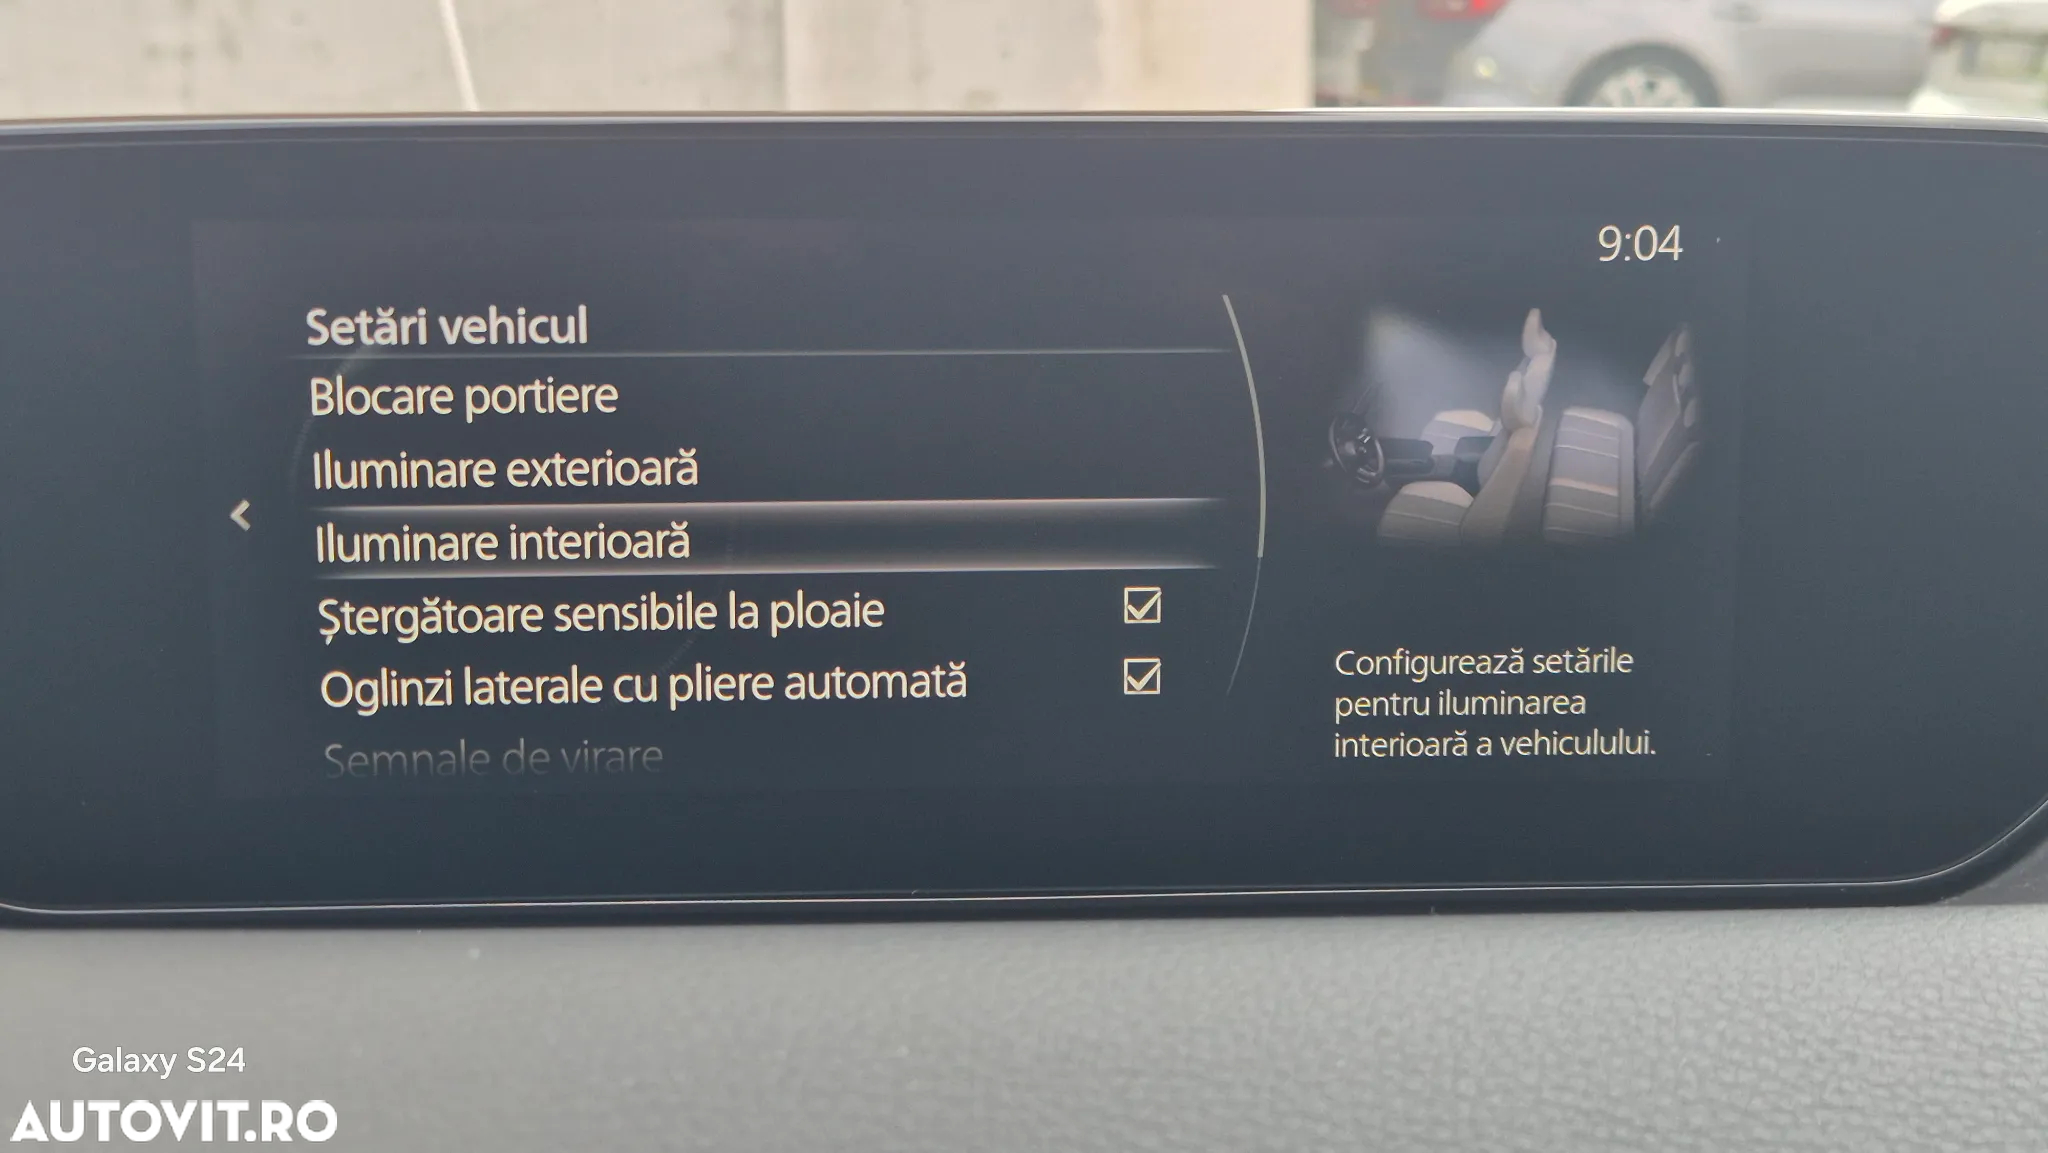 9:04
Setări vehicul
Blocare portiere
Iluminare exterioară
Iluminare interioară
Ștergătoare sensibile la ploaie
Oglinzi laterale cu pliere automată
Semnale de virare
Configurează setările
pentru iluminarea
interioară a vehiculului.
Galaxy S24
AUTOVIT.RO